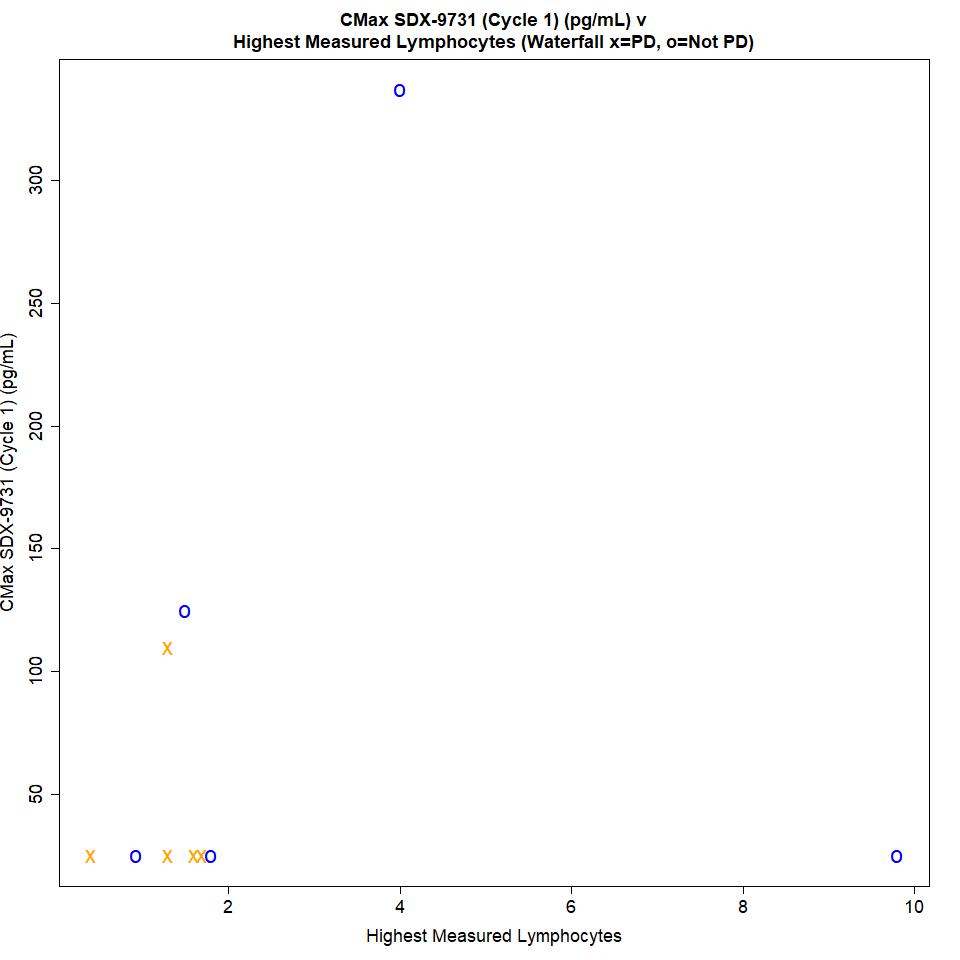 CMax SDX-9731 (Cycle 1) (pg/mL) v
Highest Measured Lymphocytes (Waterfall x=PD, o=Not PD)
CMax SDX-9731 (Cycle 1) (pg/mL)
300
250
200
150
100
50
O
O
X
X
O
X
X
X
O
O
2
4
6
8
10
Highest Measured Lymphocytes